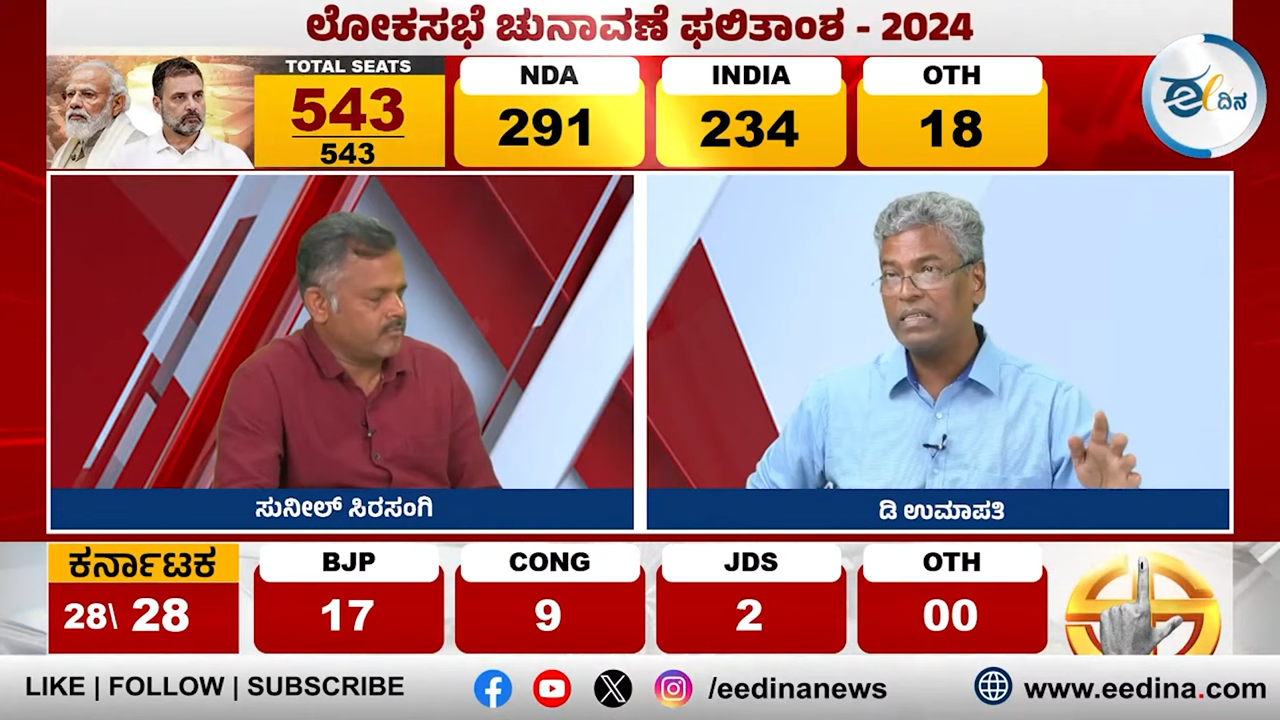 ಲೋಕಸಭೆ ಚುನಾವಣೆ ಫಲಿತಾಂಶ - 2024
ಈ ದಿನ
TOTAL SEATS
543
543
NDA
291
INDIA
234
OTH
18
ಸುನೀಲ್ ಸಿರಸಂಗಿ
ಡಿ ಉಮಾಪತಿ
ಕರ್ನಾಟಕ
28\ 28
BJP
17
CONG
9
JDS
2
OTH
00
LIKE | FOLLOW | SUBSCRIBE
/eedinanews
www.eedina.com